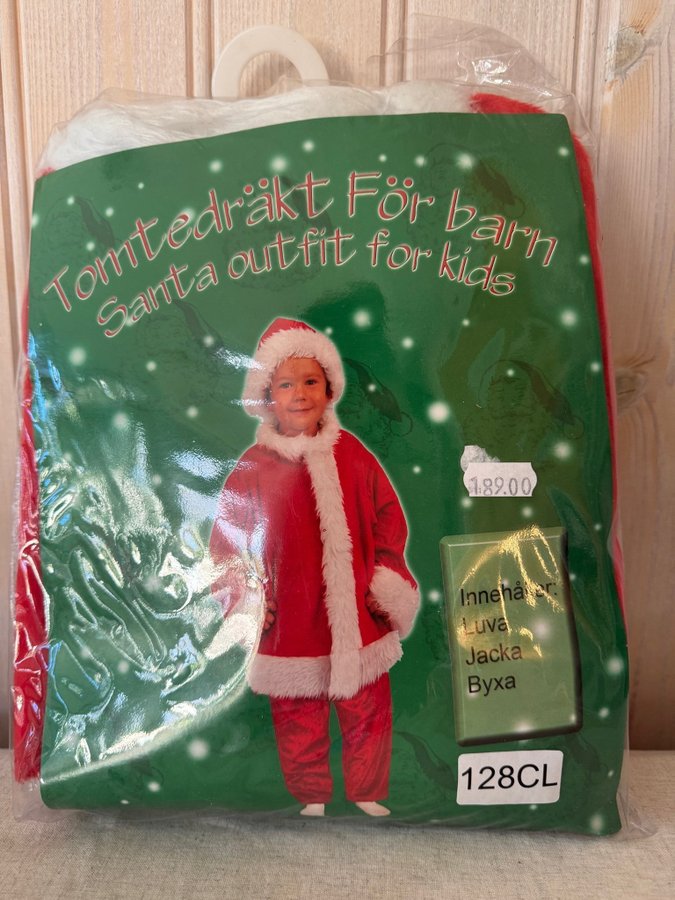 Tomtedräkt För barn
Santa outfit for kids
189.00
Innehåller:
Luva
Jacka
Byxa
128CL